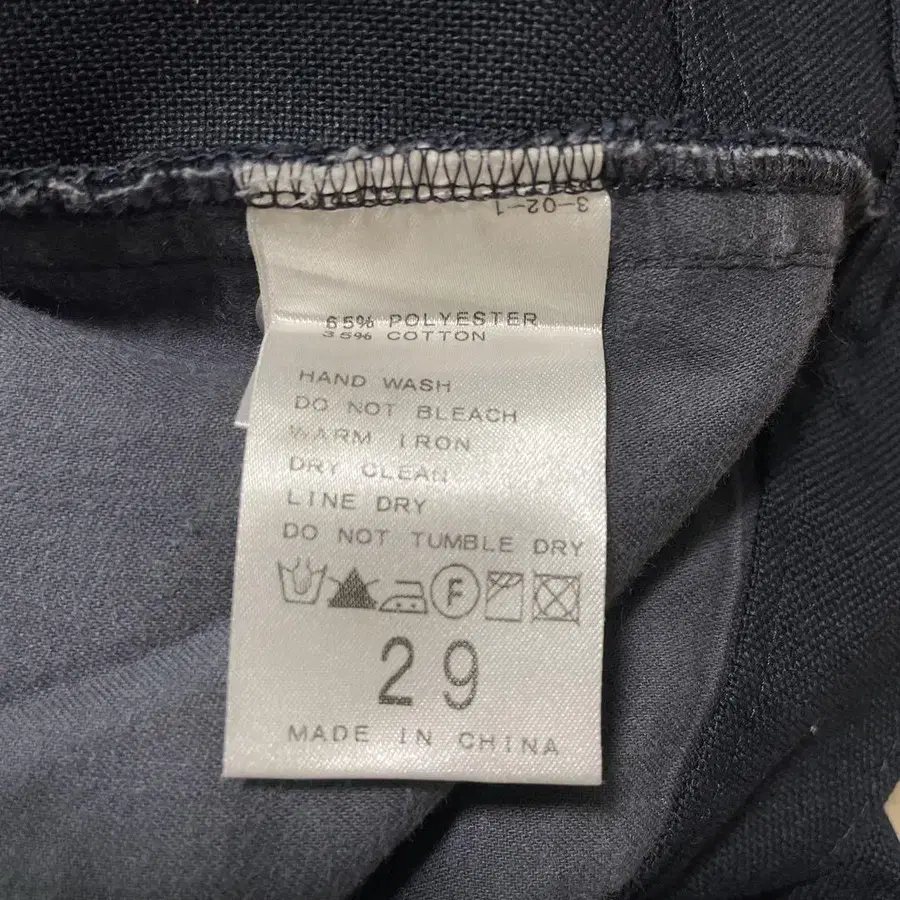 3-02-1
65% POLYESTER
35% COTTON
HAND WASH
DO NOT BLEACH
WARM IRON
DRY CLEAN
LINE DRY
DO NOT TUMBLE DRY
F
29
MADE IN CHINA